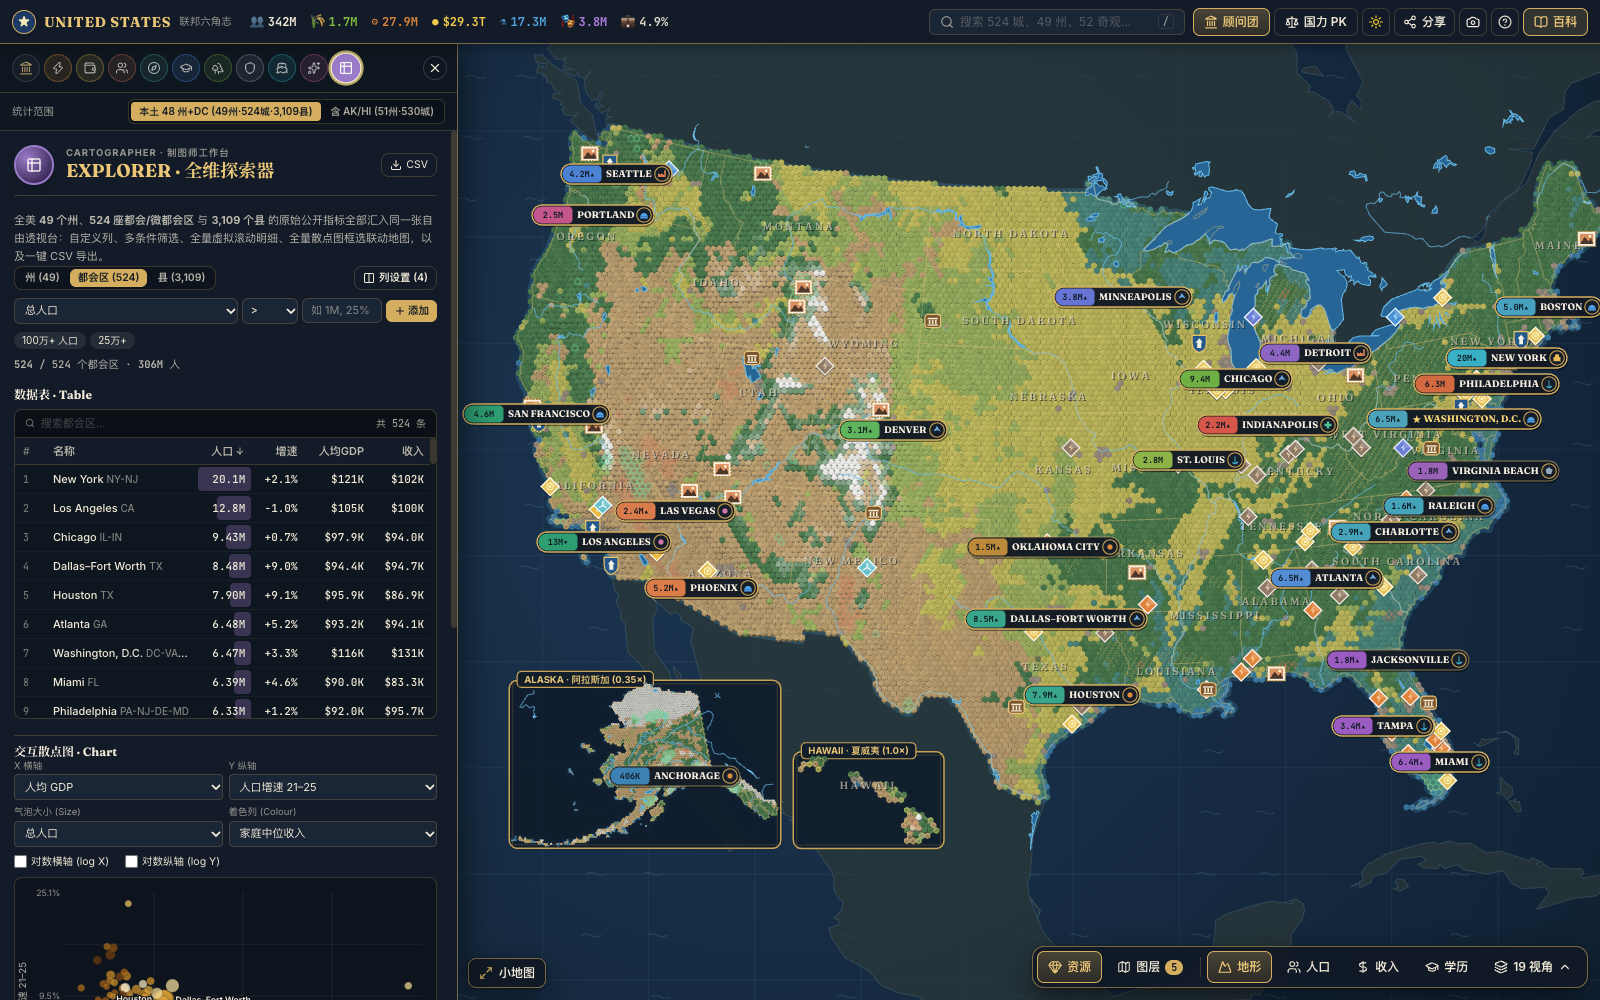 UNITED STATES 联邦六角志 342M 1.7M 27.9M $29.3T 17.3M 3.8M 4.9%
搜索 524 城、49 州、52 奇观… /
顾问团 国力 PK 分享 百科
统计范围 本土 48 州+DC (49州·524城·3,109县) 含 AK/HI (51州·530城)
CARTOGRAPHER · 制图师工作台
EXPLORER · 全维探索器
CSV
全美 49 个州、524 座都会/微都会区 与 3,109 个县 的原始公开指标全部汇入同一张自
由透视台：自定义列、多条件筛选、全量虚拟滚动明细、全量散点图框选联动地图，以
及一键 CSV 导出。
州 (49) 都会区 (524) 县 (3,109) 列设置 (4)
总人口 > 如 1M, 25% + 添加
100万+ 人口 25万+
524 / 524 个都会区 · 306M 人
数据表 · Table
搜索都会区… 共 524 条
# 名称 人口 ↓ 增速 人均GDP 收入
1 New York NY-NJ 20.1M +2.1% $121K $102K
2 Los Angeles CA 12.8M -1.0% $105K $100K
3 Chicago IL-IN 9.43M +0.7% $97.9K $94.0K
4 Dallas–Fort Worth TX 8.48M +9.0% $94.4K $94.7K
5 Houston TX 7.90M +9.1% $95.9K $86.9K
6 Atlanta GA 6.48M +5.2% $93.2K $94.1K
7 Washington, D.C. DC-VA... 6.47M +3.3% $116K $131K
8 Miami FL 6.39M +4.6% $90.0K $83.3K
9 Philadelphia PA-NJ-DE-MD 6.33M +1.2% $92.0K $95.7K
交互散点图 · Chart
X 横轴 Y 纵轴
人均 GDP 人口增速 21–25
气泡大小 (Size) 着色列 (Colour)
总人口 家庭中位收入
对数横轴 (log X) 对数纵轴 (log Y)
25.1%
9.5%
速 21–25
Houston Dallas–Fort Worth
4.2M▲ SEATTLE
2.5M PORTLAND
OREGON
MONTANA
NORTH DAKOTA
MAINE
IDAHO
3.8M▲ MINNEAPOLIS
5.0M▲ BOSTON
SOUTH DAKOTA
WISCONSIN
WYOMING
MICHIGAN
NEW YORK
4.4M DETROIT
20M▲ NEW YORK
IOWA
9.4M CHICAGO
6.3M PHILADELPHIA
UTAH
NEBRASKA
OHIO
4.6M SAN FRANCISCO
3.1M▲ DENVER
2.2M▲ INDIANAPOLIS
6.5M▲ ★ WASHINGTON, D.C.
WEST VIRGINIA
VIRGINIA
NEVADA
2.8M ST. LOUIS
KANSAS
KENTUCKY
1.8M VIRGINIA BEACH
CALIFORNIA
2.4M▲ LAS VEGAS
1.6M▲ RALEIGH
TENNESSEE
NORTH CAROLINA
2.9M▲ CHARLOTTE
13M▼ LOS ANGELES
1.5M▲ OKLAHOMA CITY
ARKANSAS
NEW MEXICO
SOUTH CAROLINA
ARIZONA
5.2M▲ PHOENIX
6.5M▲ ATLANTA
ALABAMA
8.5M▲ DALLAS–FORT WORTH
MISSISSIPPI
TEXAS
LOUISIANA
1.8M▲ JACKSONVILLE
7.9M▲ HOUSTON
3.4M▲ TAMPA
6.4M▲ MIAMI
ALASKA · 阿拉斯加 (0.35×)
406K ANCHORAGE
HAWAII · 夏威夷 (1.0×)
HAWAII
小地图
资源 图层 5 地形 人口 $ 收入 学历 19 视角